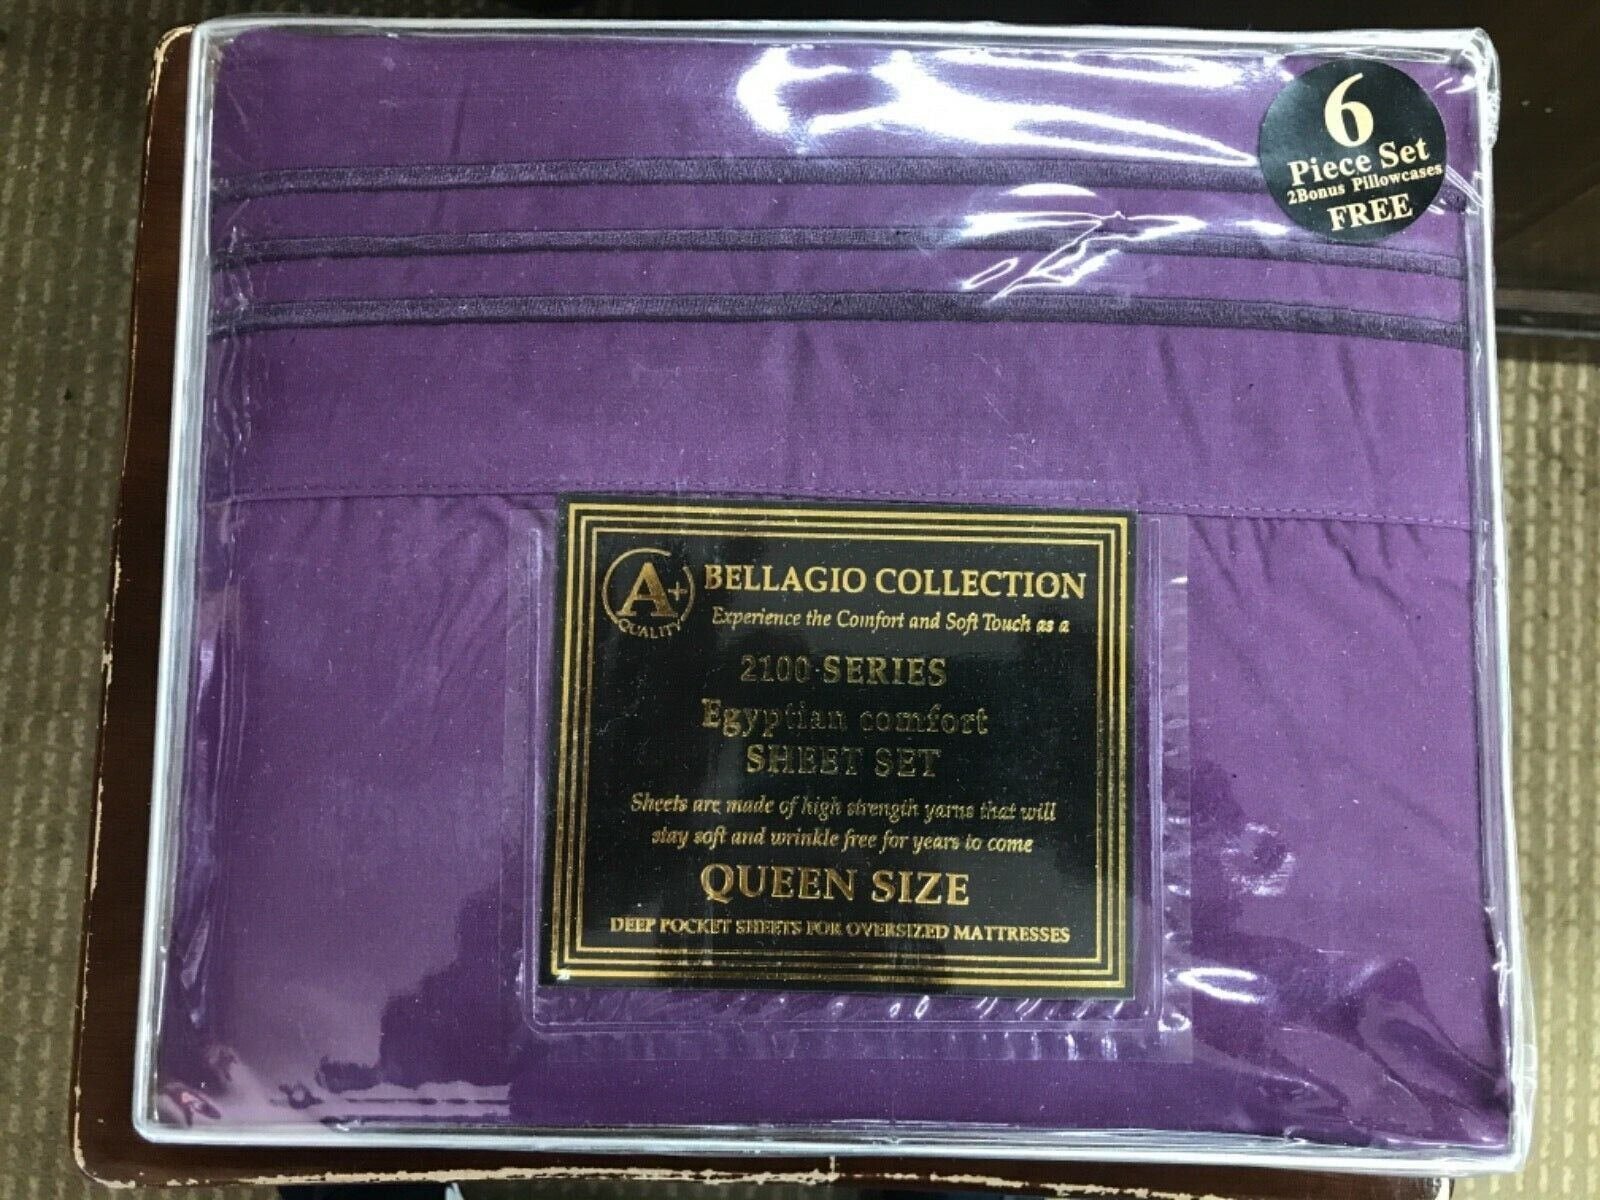 6
Piece Set
2Bonus Pillowcases
FREE
A+
QUALITY
BELLAGIO COLLECTION
Experience the Comfort and Soft Touch as a
2100 SERIES
Egyptian comfort
SHEET SET
Sheets are made of high strength yarns that will
stay soft and wrinkle free for years to come
QUEEN SIZE
DEEP POCKET SHEETS FOR OVERSIZED MATTRESSES